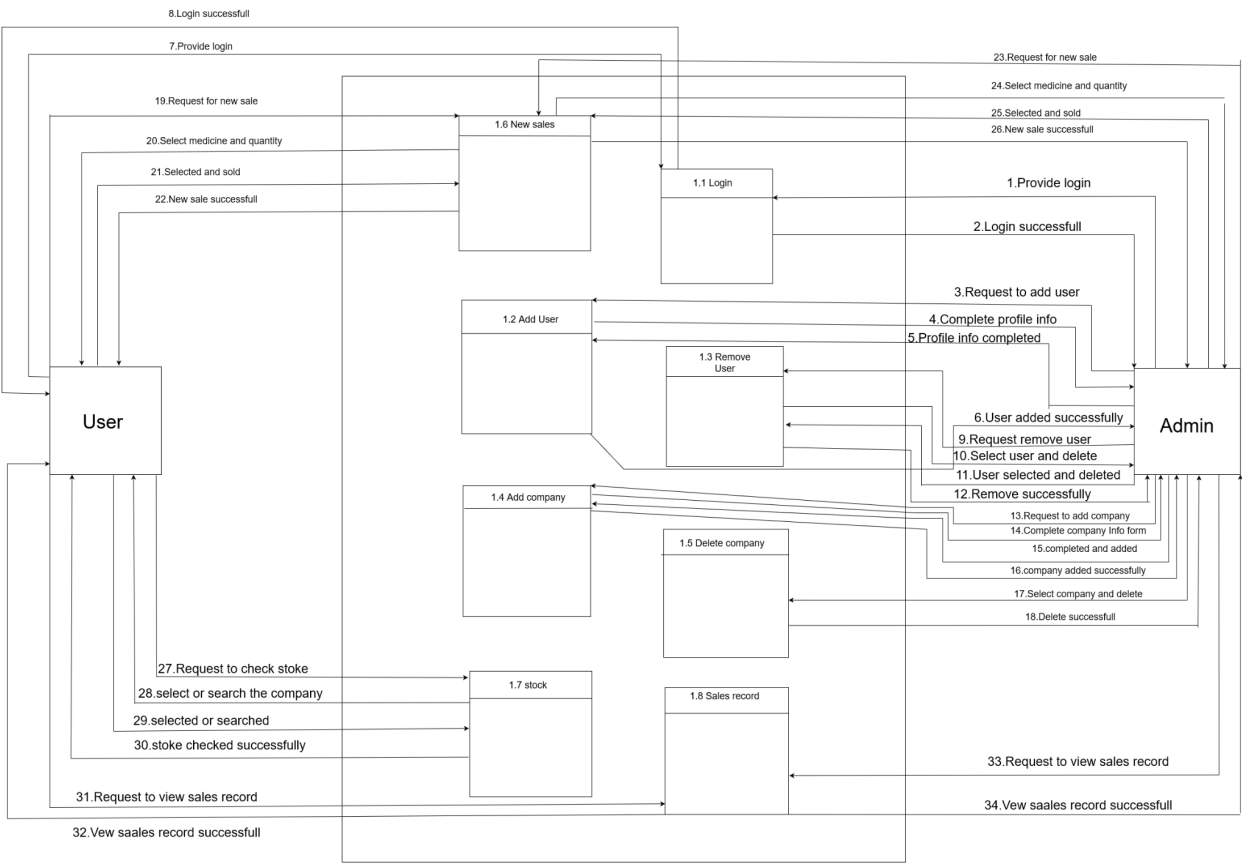 8.Login successfull
7.Provide login
23.Request for new sale
24.Select medicine and quantity
19.Request for new sale
25.Selected and sold
1.6 New sales
26.New sale successfull
20.Select medicine and quantity
21.Selected and sold
1.1 Login
1.Provide login
22.New sale successfull
2.Login successfull
3.Request to add user
1.2 Add User
4.Complete profile info
5.Profile info completed
1.3 Remove
User
User
6.User added successfully
Admin
9.Request remove user
10.Select user and delete
11.User selected and deleted
12.Remove successfully
1.4 Add company
13.Request to add company
14.Complete company Info form
1.5 Delete company
15.completed and added
16.company added successfully
17.Select company and delete
18.Delete successfull
27.Request to check stoke
1.7 stock
28.select or search the company
1.8 Sales record
29.selected or searched
30.stoke checked successfully
33.Request to view sales record
31.Request to view sales record
34.Vew saales record successfull
32.Vew saales record successfull